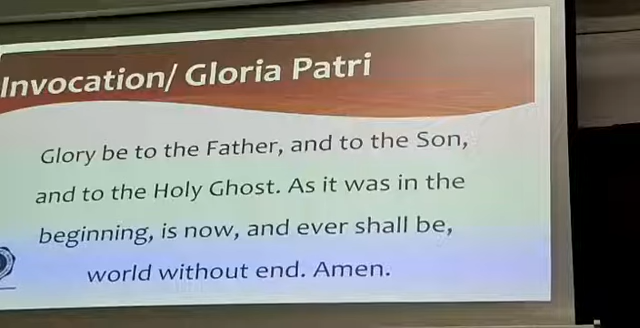 Invocation/ Gloria Patri
Glory be to the Father, and to the Son,
and to the Holy Ghost. As it was in the
beginning, is now, and ever shall be,
world without end. Amen.